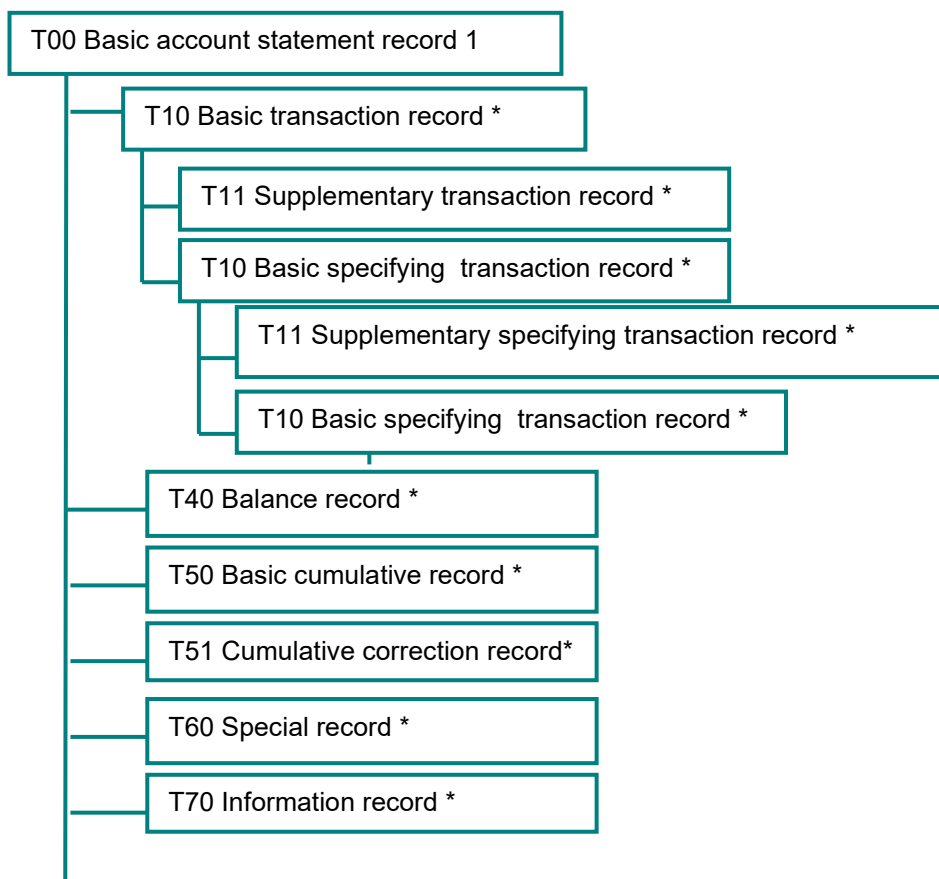 T00 Basic account statement record 1
T10 Basic transaction record *
T11 Supplementary transaction record *
T10 Basic specifying  transaction record *
T11 Supplementary specifying transaction record *
T10 Basic specifying  transaction record *
T40 Balance record *
T50 Basic cumulative record *
T51 Cumulative correction record*
T60 Special record *
T70 Information record *